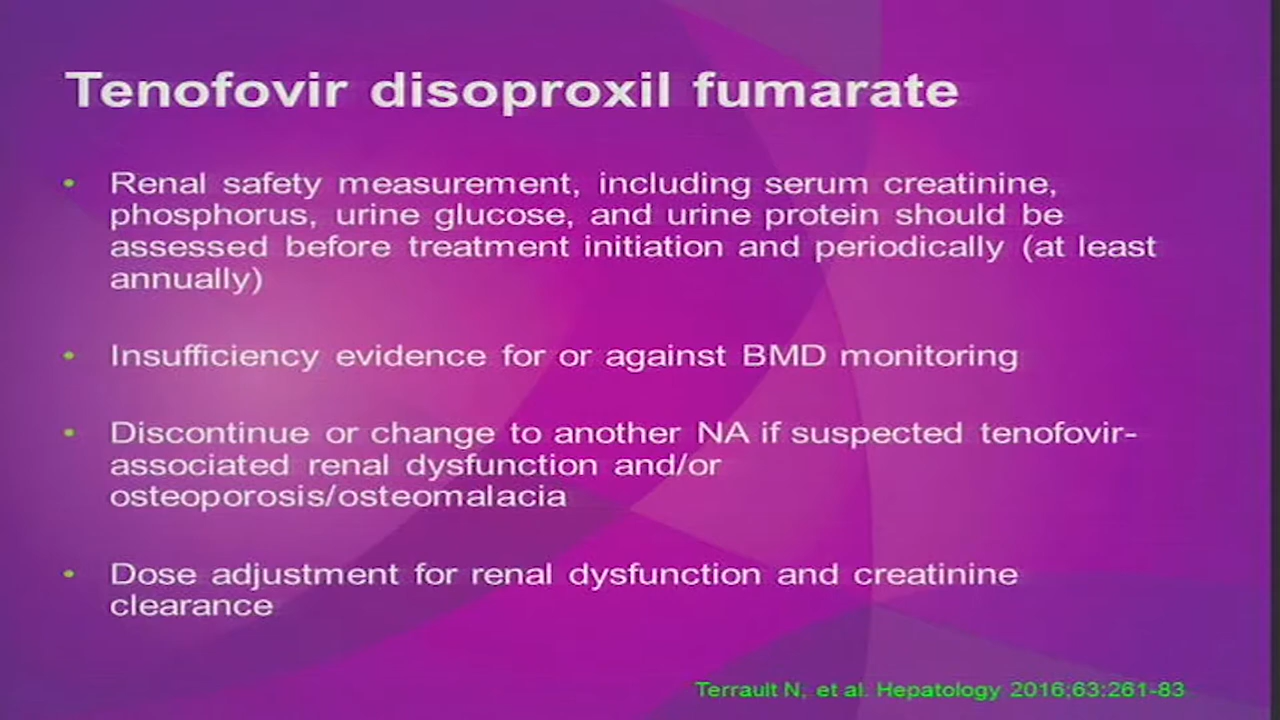 Tenofovir disoproxil fumarate
• Renal safety measurement, including serum creatinine,
phosphorus, urine glucose, and urine protein should be
assessed before treatment initiation and periodically (at least
annually)
• Insufficiency evidence for or against BMD monitoring
• Discontinue or change to another NA if suspected tenofovir-
associated renal dysfunction and/or
osteoporosis/osteomalacia
• Dose adjustment for renal dysfunction and creatinine
clearance
Terrault N, et al. Hepatology 2016;63:261-83